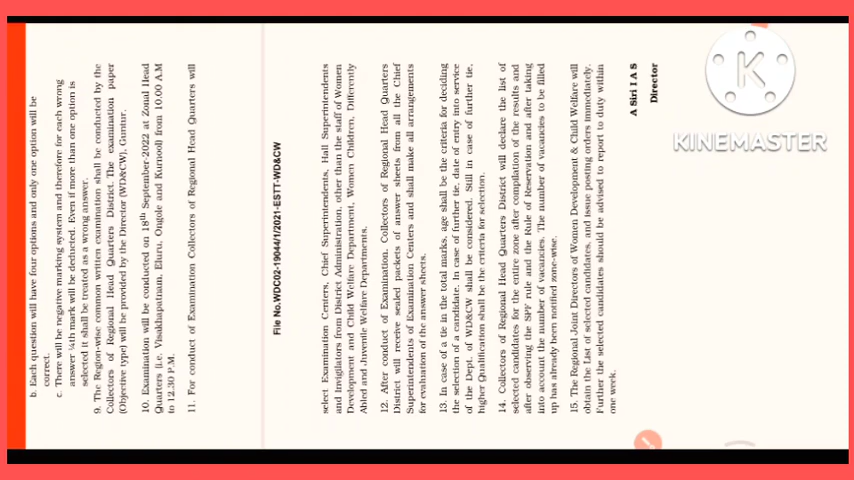 b. Each question will have four options and only one option will be
correct.
c. There will be negative marking system and therefore for each wrong
answer ¼th mark will be deducted. Even if more than one option is
selected it shall be treated as a wrong answer.
9. The Region-wise common written examination shall be conducted by the
Collectors of Regional Head Quarters District. The examination paper
(Objective type) will be provided by the Director (WD&CW), Guntur.
10. Examination will be conducted on 18th September-2022 at Zonal Head
Quarters (i.e. Visakhapatnam, Eluru, Ongole and Kurnool) from 10.00 A.M
to 12.30 P.M.
11. For conduct of Examination Collectors of Regional Head Quarters will
File No.WDC02-19044/1/2021-ESTT-WD&CW
select Examination Centers, Chief Superintendents, Hall Superintendents
and Invigilators from District Administration, other than the staff of Women
Development and Child Welfare Department, Women Children, Differently
Abled and Juvenile Welfare Departments.
12. After conduct of Examination, Collectors of Regional Head Quarters
District will receive sealed packets of answer sheets from all the Chief
Superintendents of Examination Centers and shall make all arrangements
for evaluation of the answer sheets.
13. In case of a tie in the total marks, age shall be the criteria for deciding
the selection of a candidate. In case of further tie, date of entry into service
of the Dept. of WD&CW shall be considered. Still in case of further tie,
higher Qualification shall be the criteria for selection.
14. Collectors of Regional Head Quarters District will declare the list of
selected candidates for the entire zone after compilation of the results and
after observing the SPF rule and the Rule of Reservation and after taking
into account the number of vacancies. The number of vacancies to be filled
up has already been notified zone-wise.
15. The Regional Joint Directors of Women Development & Child Welfare will
obtain the List of selected candidates, and issue posting orders immediately.
Further the selected candidates should be advised to report to duty within
one week.
A Siri I A S
Director
K
KINEMASTER